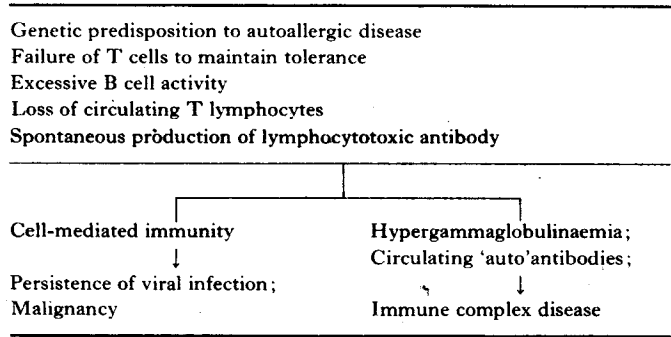 Genetic predisposition to autoallergic disease
Failure of T cells to maintain tolerance
Excessive B cell activity
Loss of circulating T lymphocytes
Spontaneous production of lymphocytotoxic antibody
Cell-mediated immunity
↓
Persistence of viral infection;
Malignancy
Hypergammaglobulinaemia;
Circulating ‘auto’antibodies;
↓
Immune complex disease